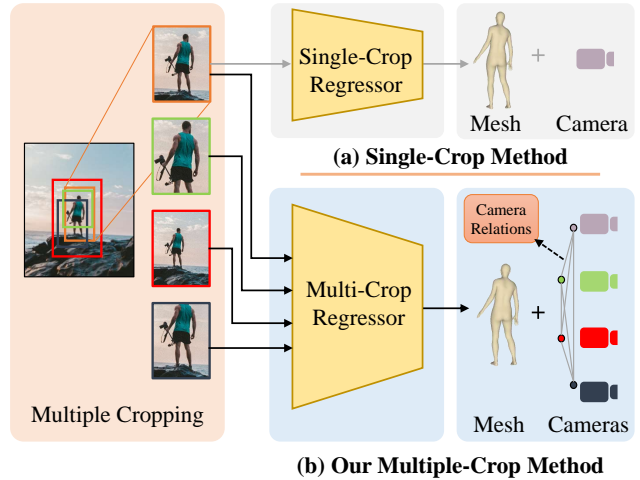 Single-Crop
Regressor
Mesh
+
Camera
(a) Single-Crop Method
Multiple Cropping
Multi-Crop
Regressor
Camera
Relations
+
Mesh
Cameras
(b) Our Multiple-Crop Method